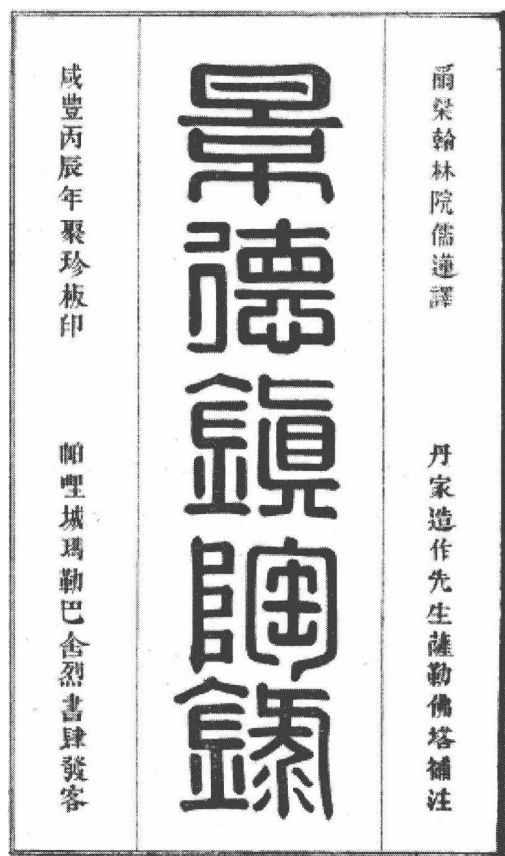 翰林院儒蓮譯
丹家造作先生薩勒佛塔補注
景德鎮陶錄
咸豐丙辰年聚珍板印
帕哩城瑪勒巴舍烈書肆發客